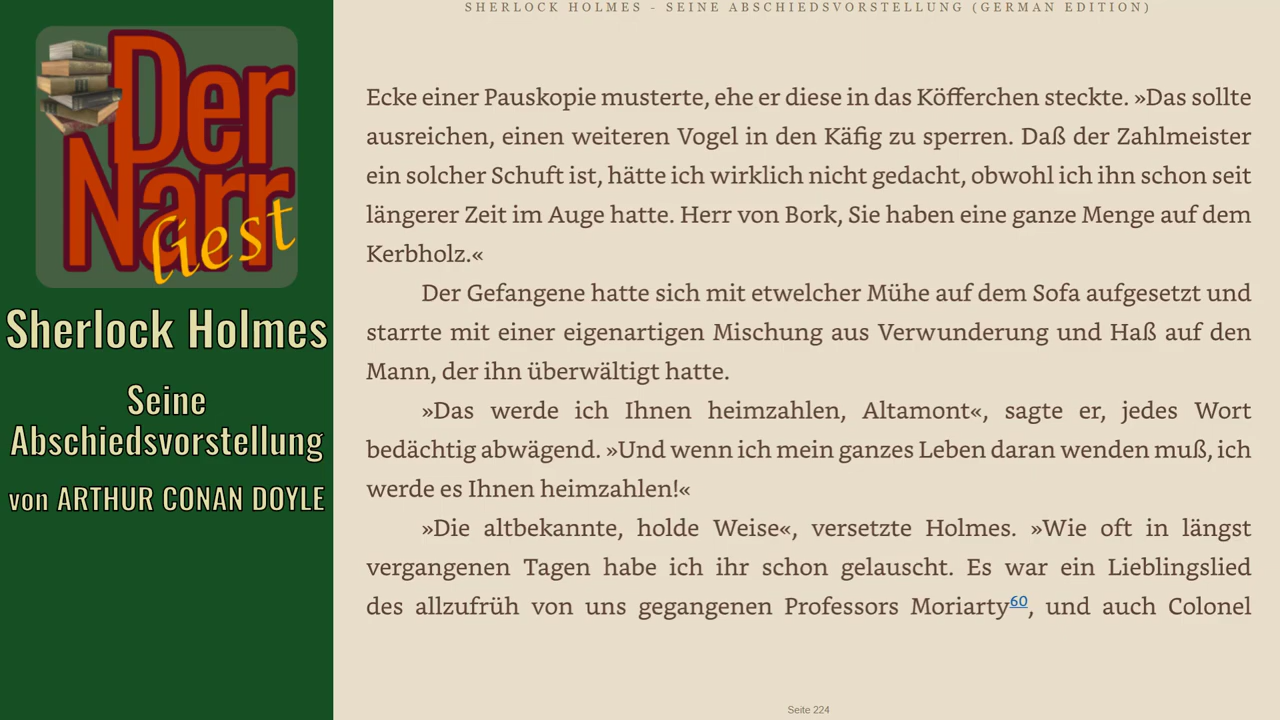 Der
Narr
liest
Sherlock Holmes
Seine
Abschiedsvorstellung
von ARTHUR CONAN DOYLE
SHERLOCK HOLMES - SEINE ABSCHIEDSVORSTELLUNG (GERMAN EDITION)
Ecke einer Pauskopie musterte, ehe er diese in das Köfferchen steckte. »Das sollte
ausreichen, einen weiteren Vogel in den Käfig zu sperren. Daß der Zahlmeister
ein solcher Schuft ist, hätte ich wirklich nicht gedacht, obwohl ich ihn schon seit
längerer Zeit im Auge hatte. Herr von Bork, Sie haben eine ganze Menge auf dem
Kerbholz.«
Der Gefangene hatte sich mit etwelcher Mühe auf dem Sofa aufgesetzt und
starrte mit einer eigenartigen Mischung aus Verwunderung und Haß auf den
Mann, der ihn überwältigt hatte.
»Das werde ich Ihnen heimzahlen, Altamont«, sagte er, jedes Wort
bedächtig abwägend. »Und wenn ich mein ganzes Leben daran wenden muß, ich
werde es Ihnen heimzahlen!«
»Die altbekannte, holde Weise«, versetzte Holmes. »Wie oft in längst
vergangenen Tagen habe ich ihr schon gelauscht. Es war ein Lieblingslied
des allzufrüh von uns gegangenen Professors Moriarty60, und auch Colonel
Seite 224